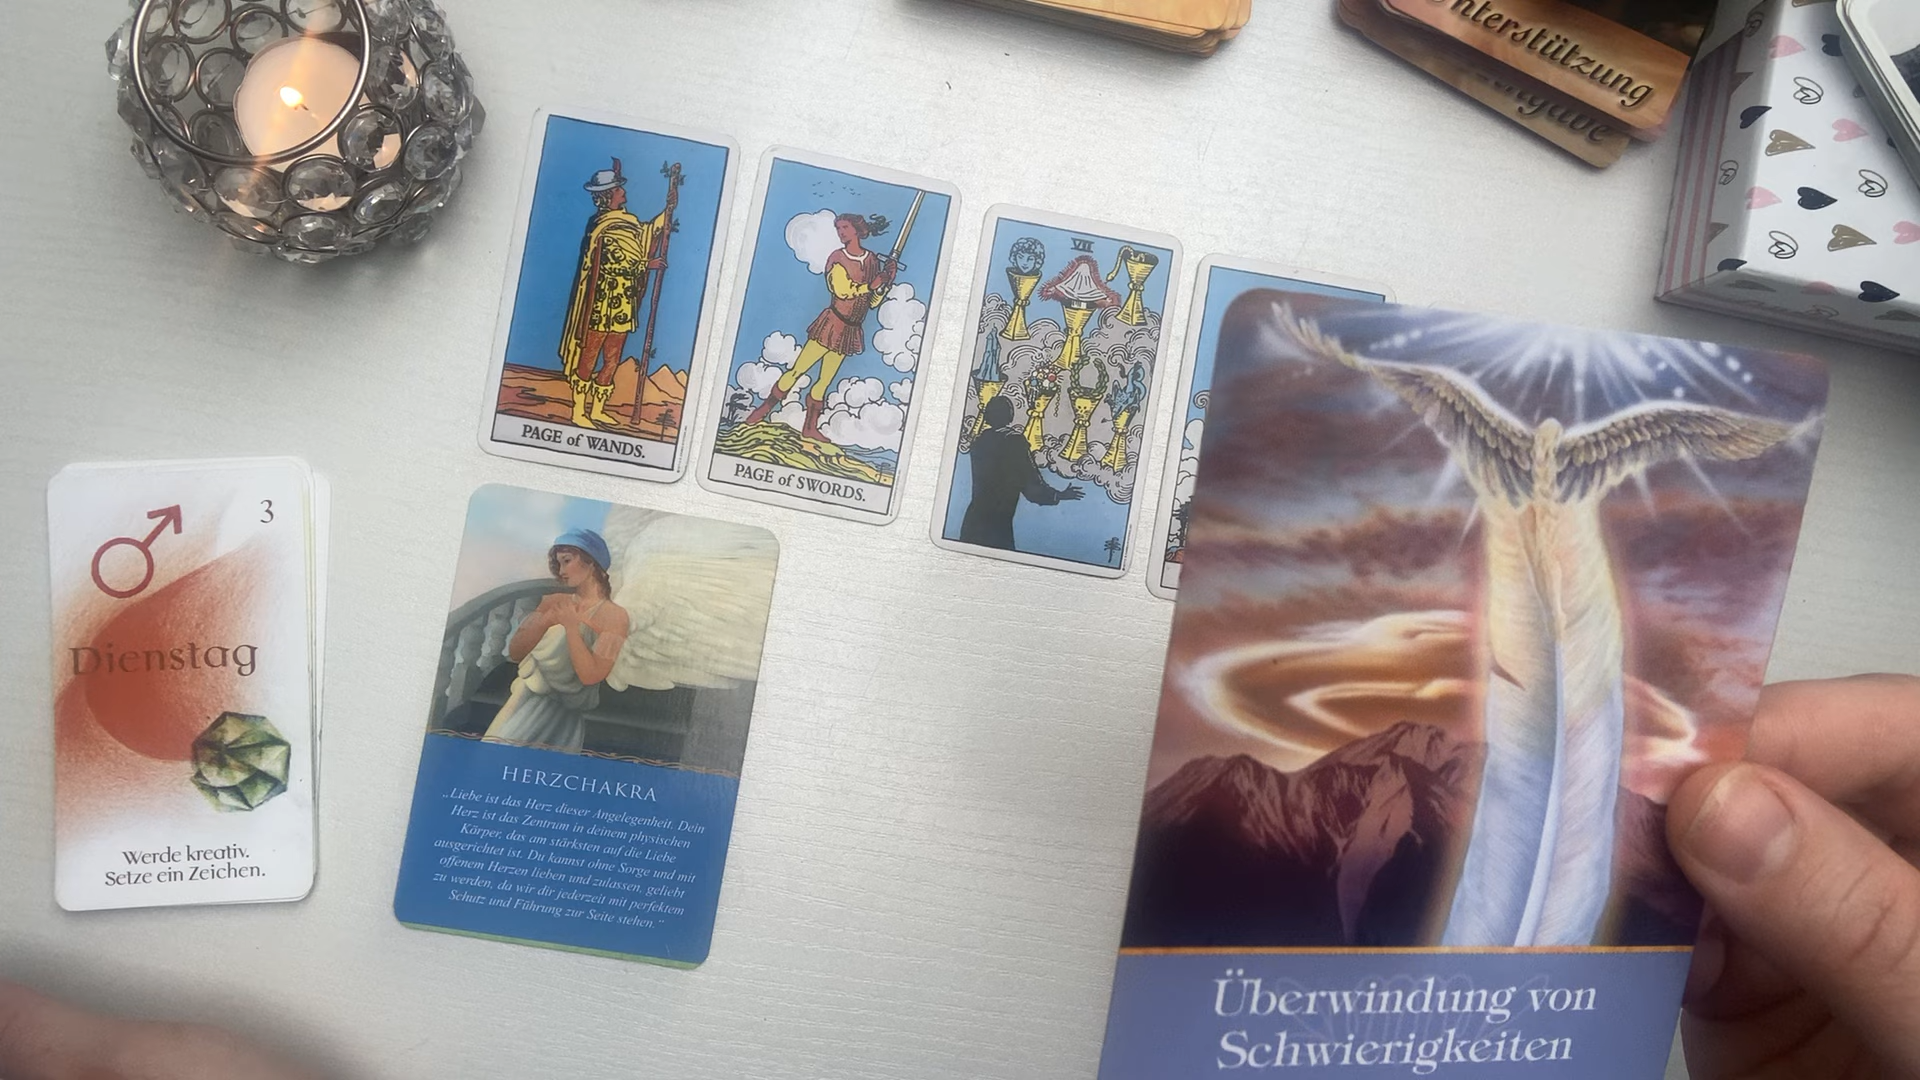 Unterstützung
PAGE of WANDS.
PAGE of SWORDS.
VII
3
Dienstag
Werde kreativ.
Setze ein Zeichen.
HERZCHAKRA
„Liebe ist das Herz dieser Angelegenheit. Dein
Herz ist das Zentrum in deinem physischen
Körper, das am stärksten auf die Liebe
ausgerichtet ist. Du kannst ohne Sorge und mit
offenem Herzen lieben und zulassen, geliebt
zu werden, da wir dir jederzeit mit perfektem
Schutz und Führung zur Seite stehen.“
Überwindung von
Schwierigkeiten